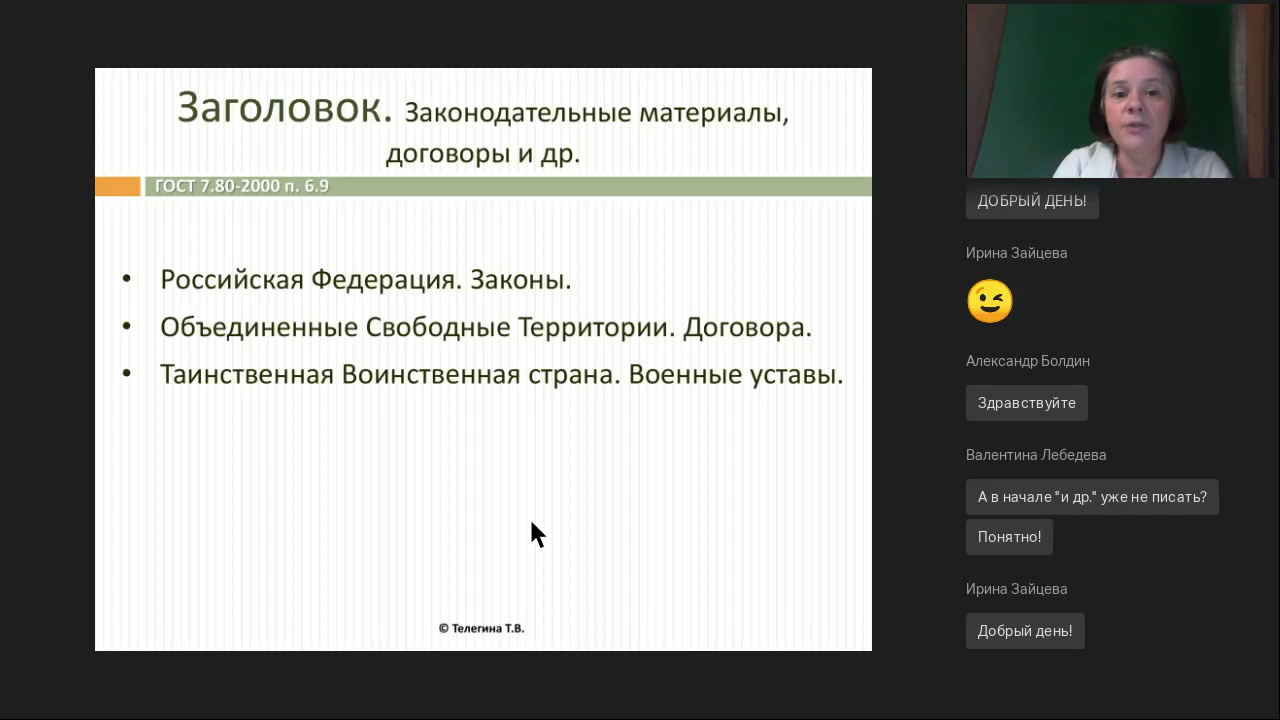 Заголовок. Законодательные материалы,
договоры и др.
ГОСТ 7.80-2000 п. 6.9
• Российская Федерация. Законы.
• Объединенные Свободные Территории. Договора.
• Таинственная Воинственная страна. Военные уставы.
© Телегина Т.В.
ДОБРЫЙ ДЕНЬ!
Ирина Зайцева
Александр Болдин
Здравствуйте
Валентина Лебедева
А в начале "и др." уже не писать?
Понятно!
Ирина Зайцева
Добрый день!